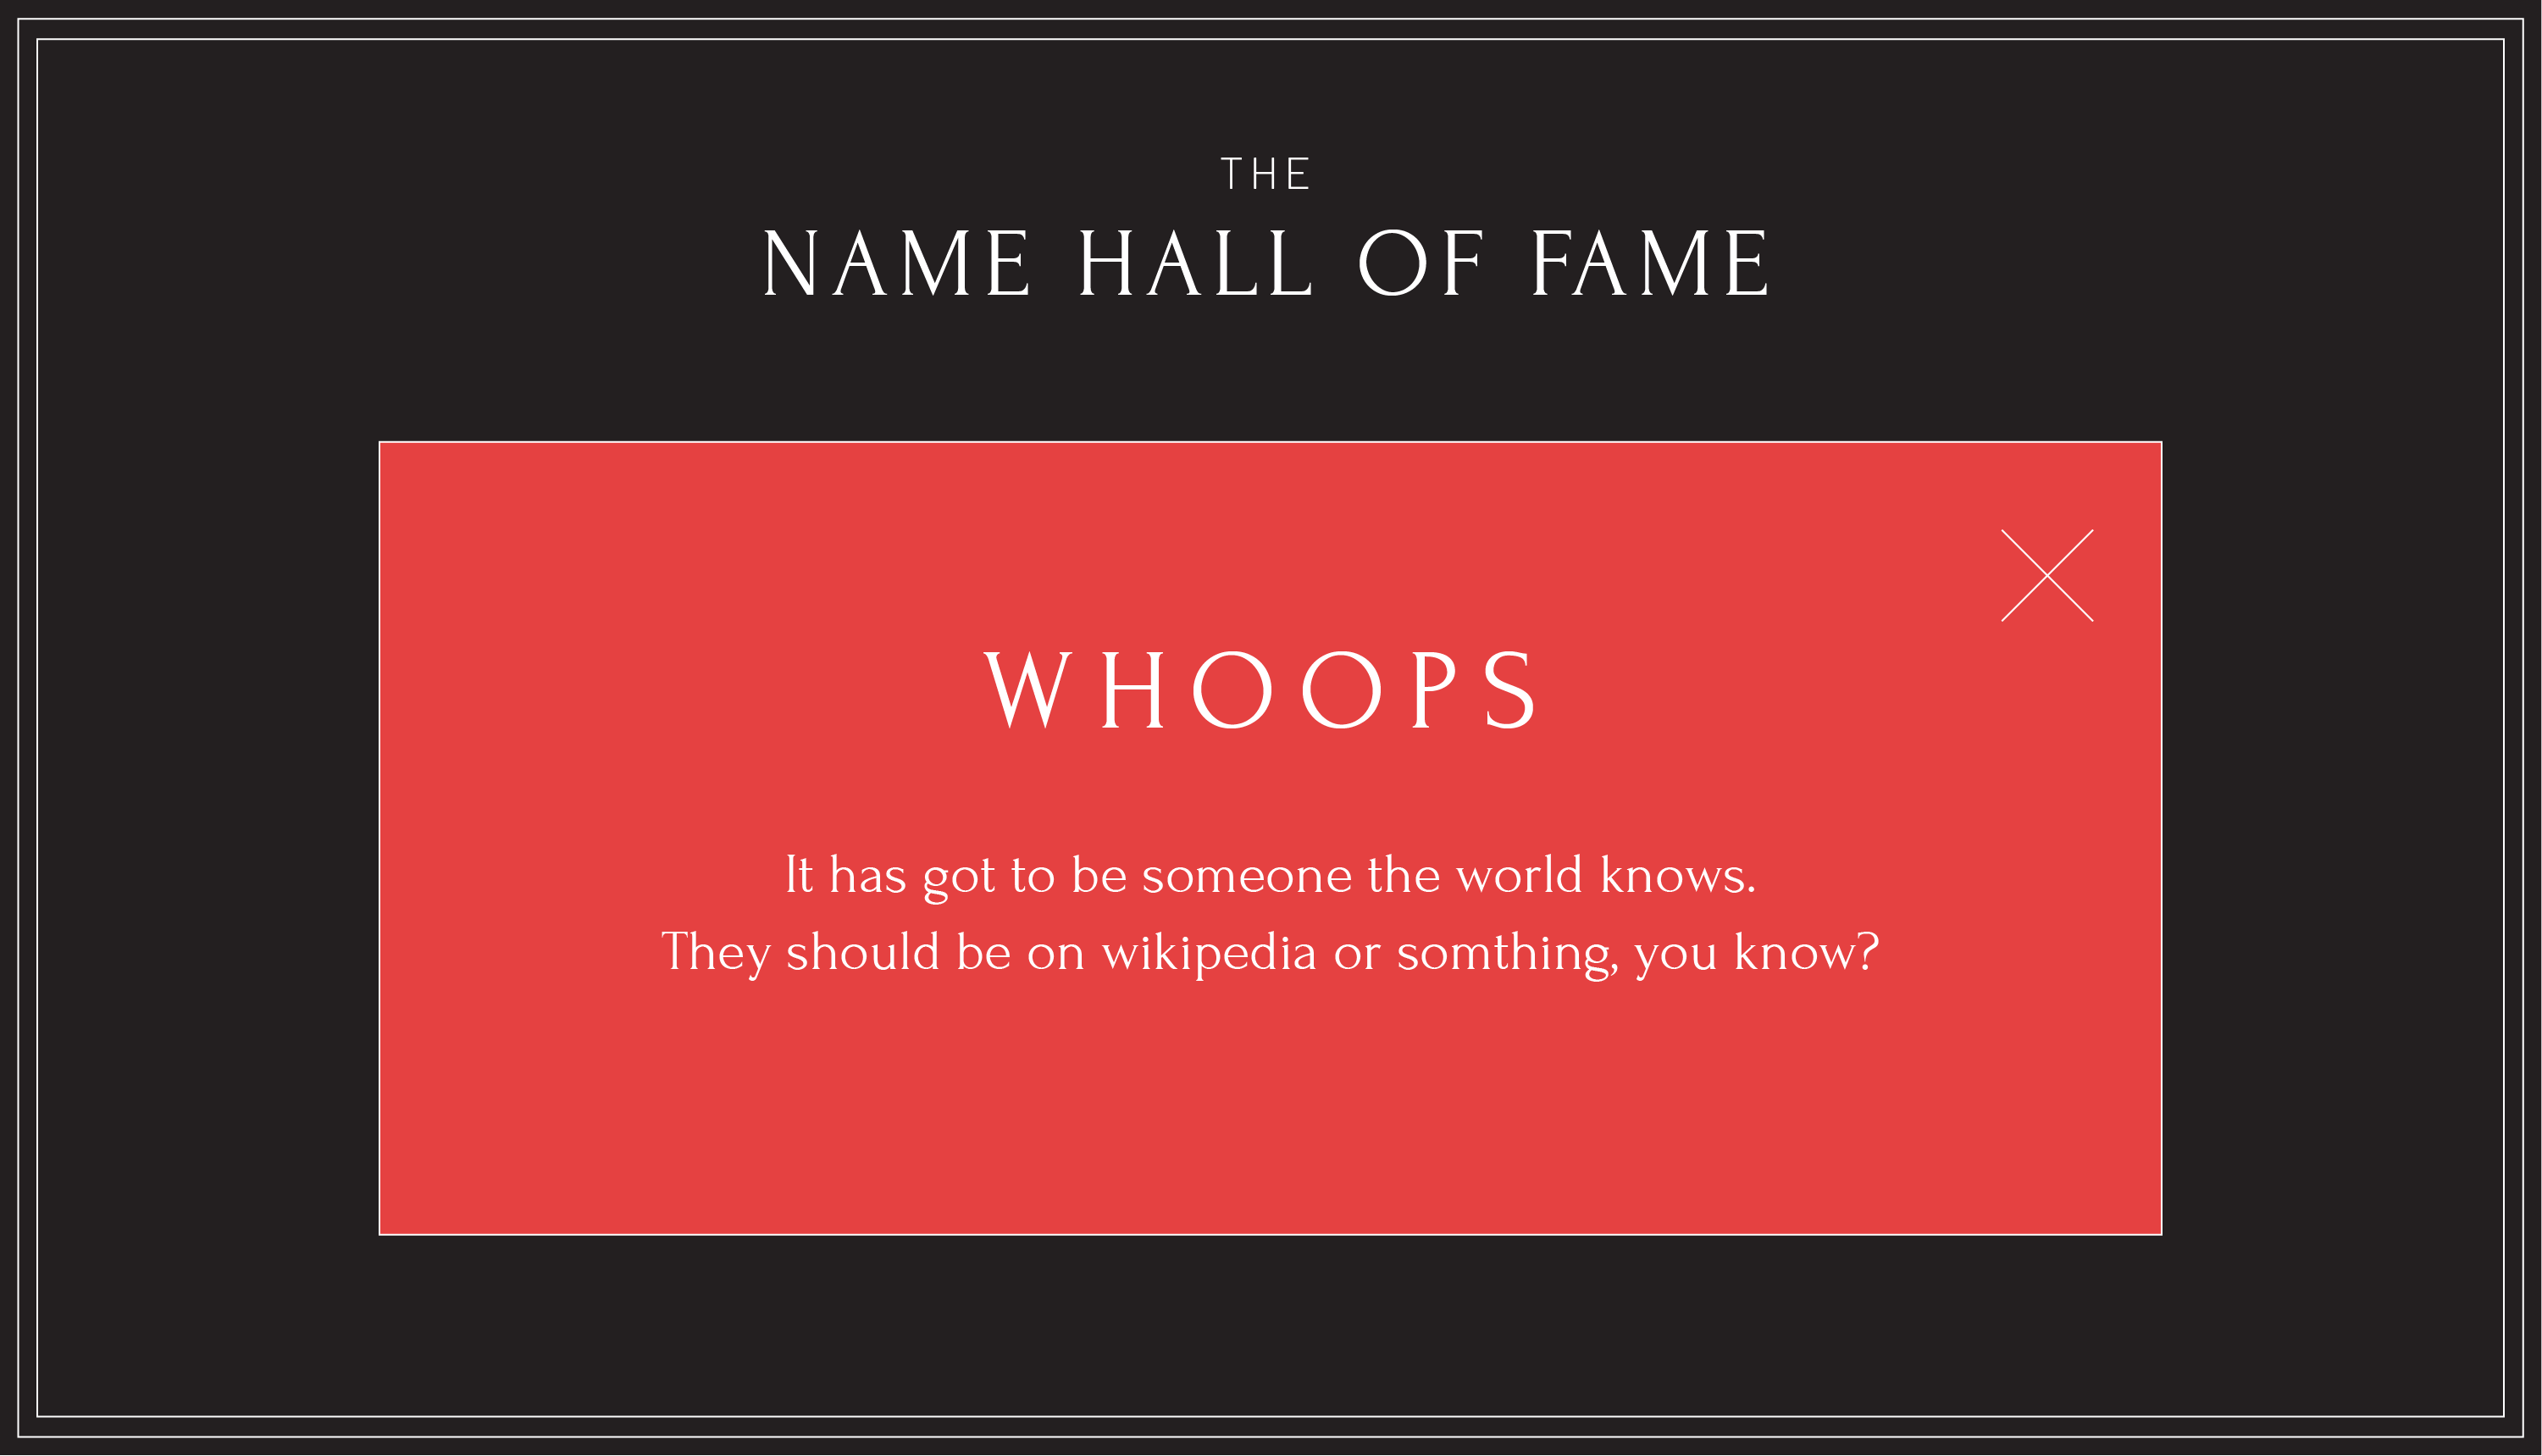 THE
NAME HALL OF FAME
WHOOPS
It has got to be someone the world knows.
They should be on wikipedia or somthing, you know?